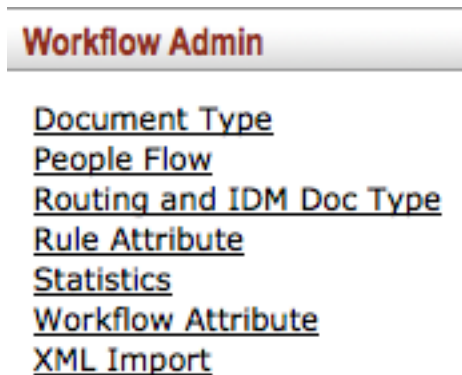 Workflow Admin
Document Type
People Flow
Routing and IDM Doc Type
Rule Attribute
Statistics
Workflow Attribute
XML Import